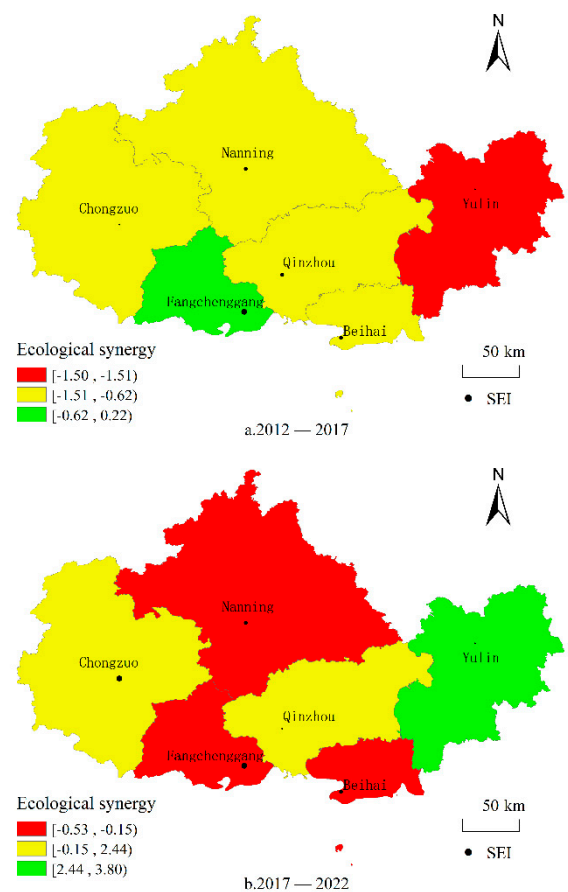 N
Nanning
Yulin
Chongzuo
Qinzhou
Fangchenggang
Beihai
Ecological synergy
[-1.50 , -1.51)
[-1.51 , -0.62)
[-0.62 , 0.22)
50 km
SEI
a.2012 — 2017
N
Nanning
Yulin
Chongzuo
Qinzhou
Fangchenggang
Beihai
Ecological synergy
[-0.53 , -0.15)
[-0.15 , 2.44)
[2.44 , 3.80)
50 km
SEI
b.2017 — 2022